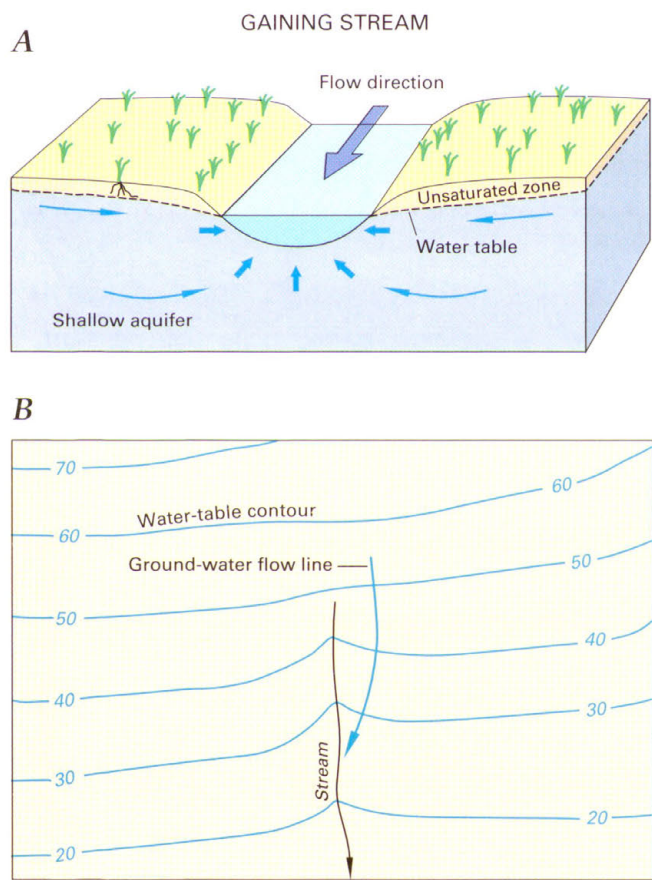 GAINING STREAM
A
Flow direction
Unsaturated zone
Water table
Shallow aquifer
B
70
60
Water-table contour
60
Ground-water flow line
50
50
40
40
30
30
Stream
20
20